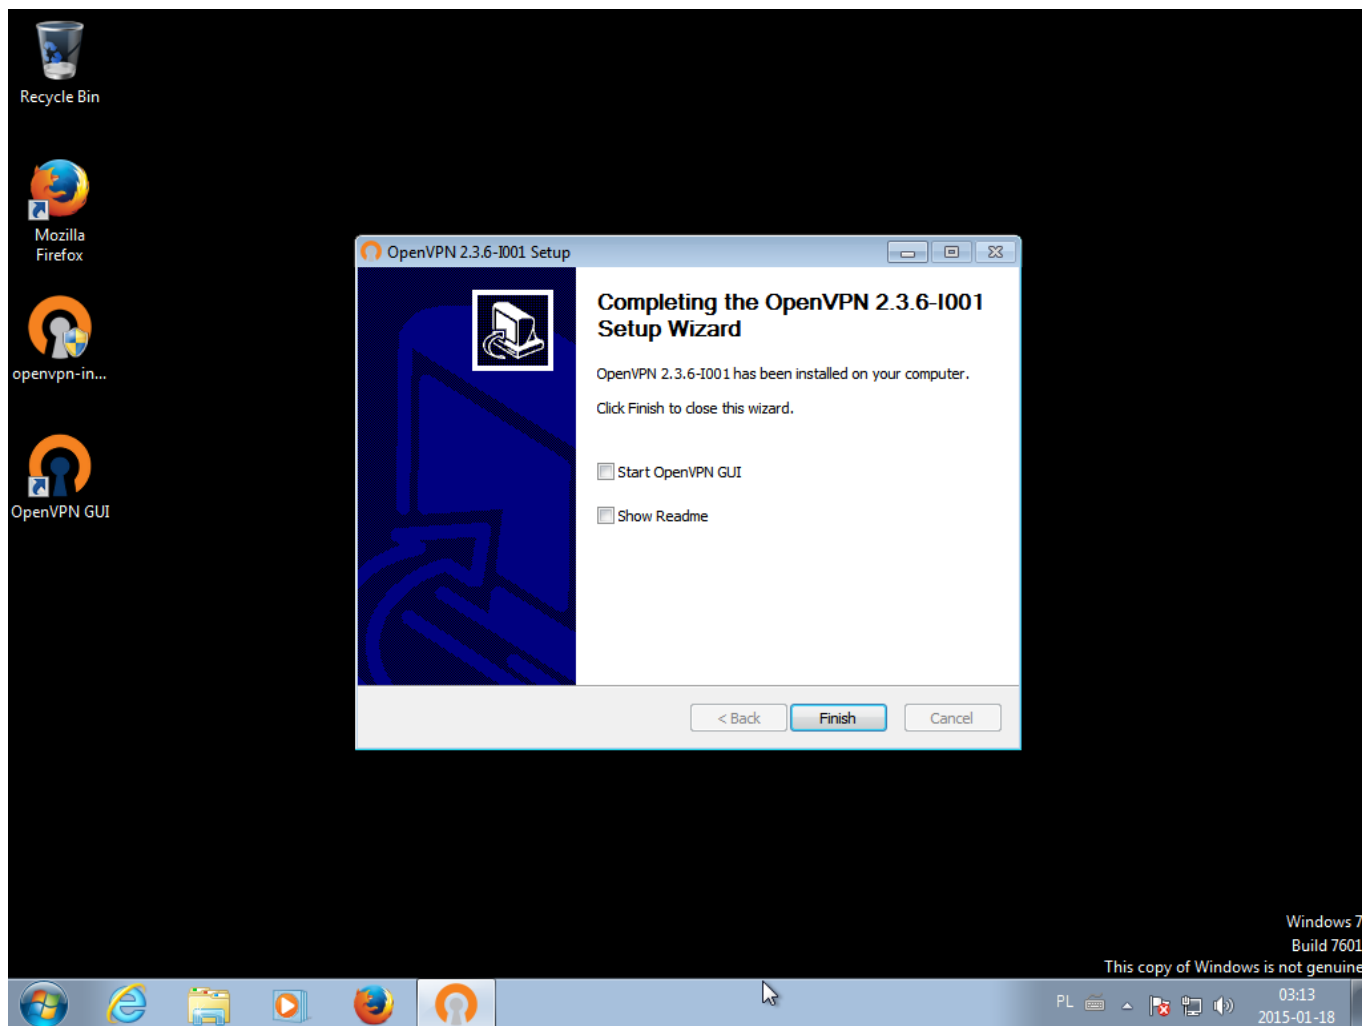 Recycle Bin
Mozilla
Firefox
openvpn-in...
OpenVPN GUI
OpenVPN 2.3.6-I001 Setup
Completing the OpenVPN 2.3.6-I001
Setup Wizard
OpenVPN 2.3.6-I001 has been installed on your computer.
Click Finish to close this wizard.
Start OpenVPN GUI
Show Readme
< Back
Finish
Cancel
Windows 7
Build 7601
This copy of Windows is not genuine
PL
03:13
2015-01-18